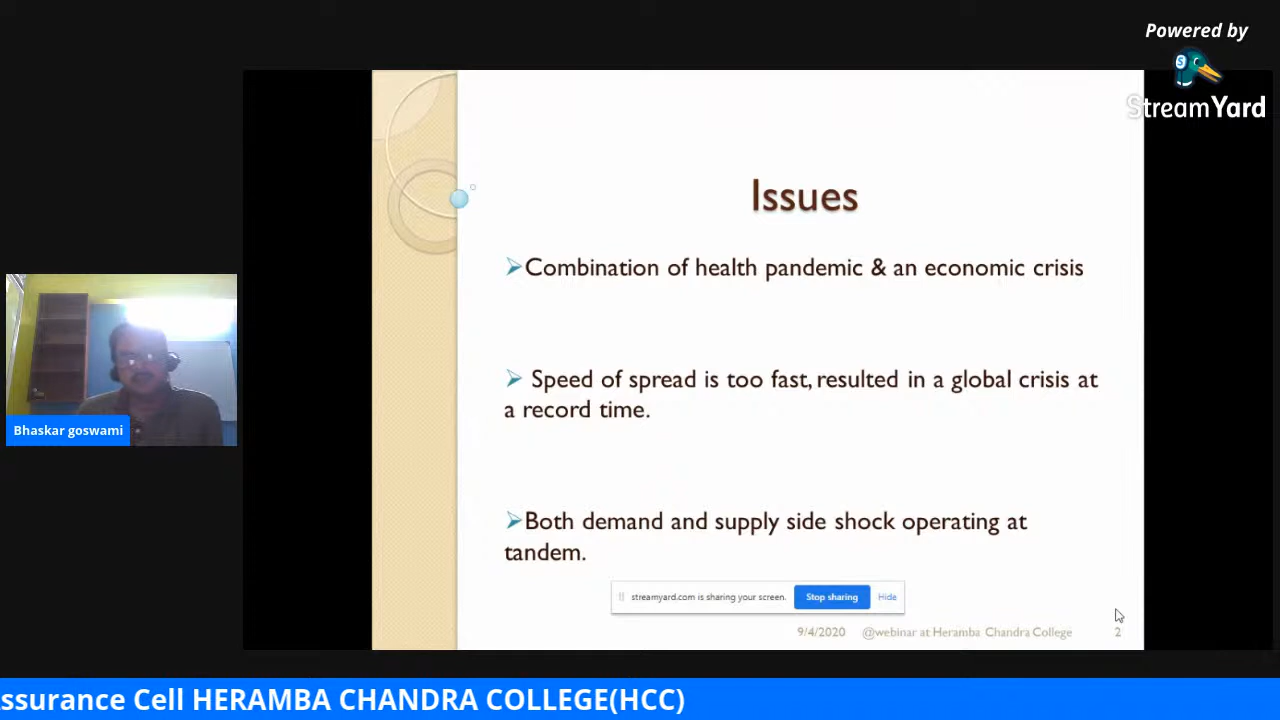 Powered by
StreamYard
Issues
Combination of health pandemic & an economic crisis
Speed of spread is too fast, resulted in a global crisis at
a record time.
Both demand and supply side shock operating at
tandem.
streamyard.com is sharing your screen. Stop sharing Hide
9/4/2020 @webinar at Heramba Chandra College 2
Bhaskar goswami
ssurance Cell HERAMBA CHANDRA COLLEGE(HCC)